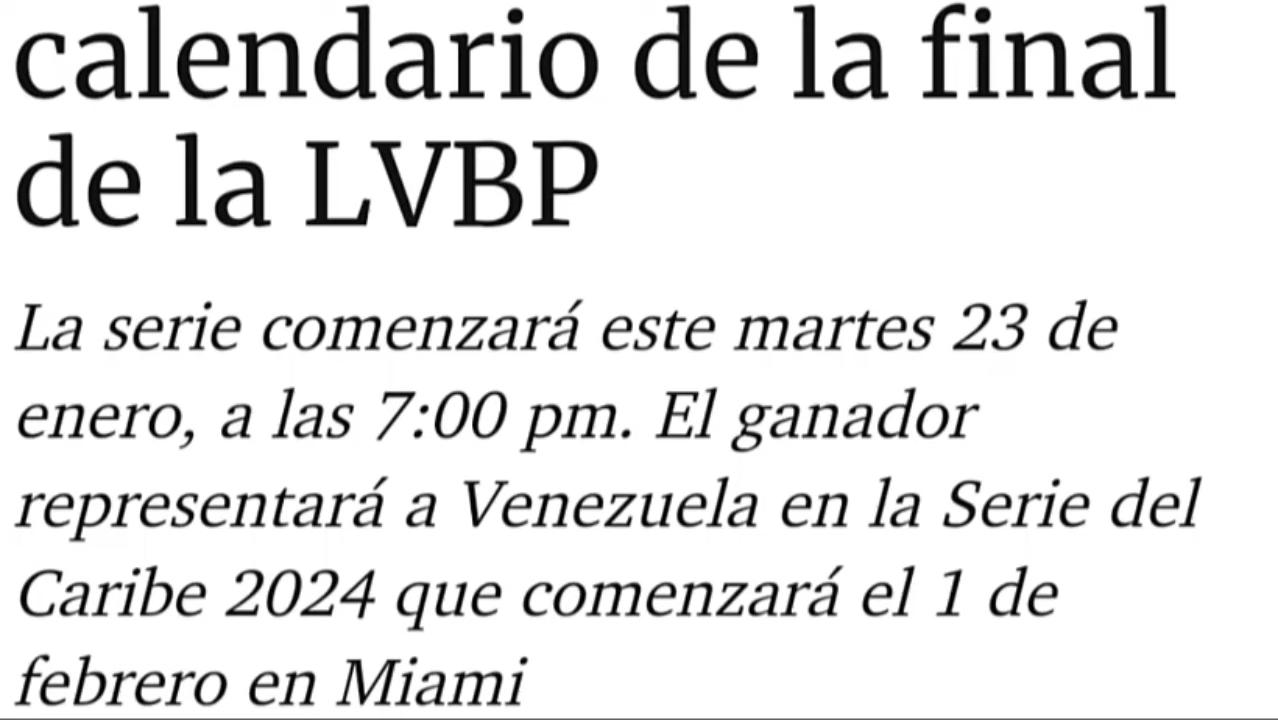 calendario de la final
de la LVBP
La serie comenzará este martes 23 de
enero, a las 7:00 pm. El ganador
representará a Venezuela en la Serie del
Caribe 2024 que comenzará el 1 de
febrero en Miami